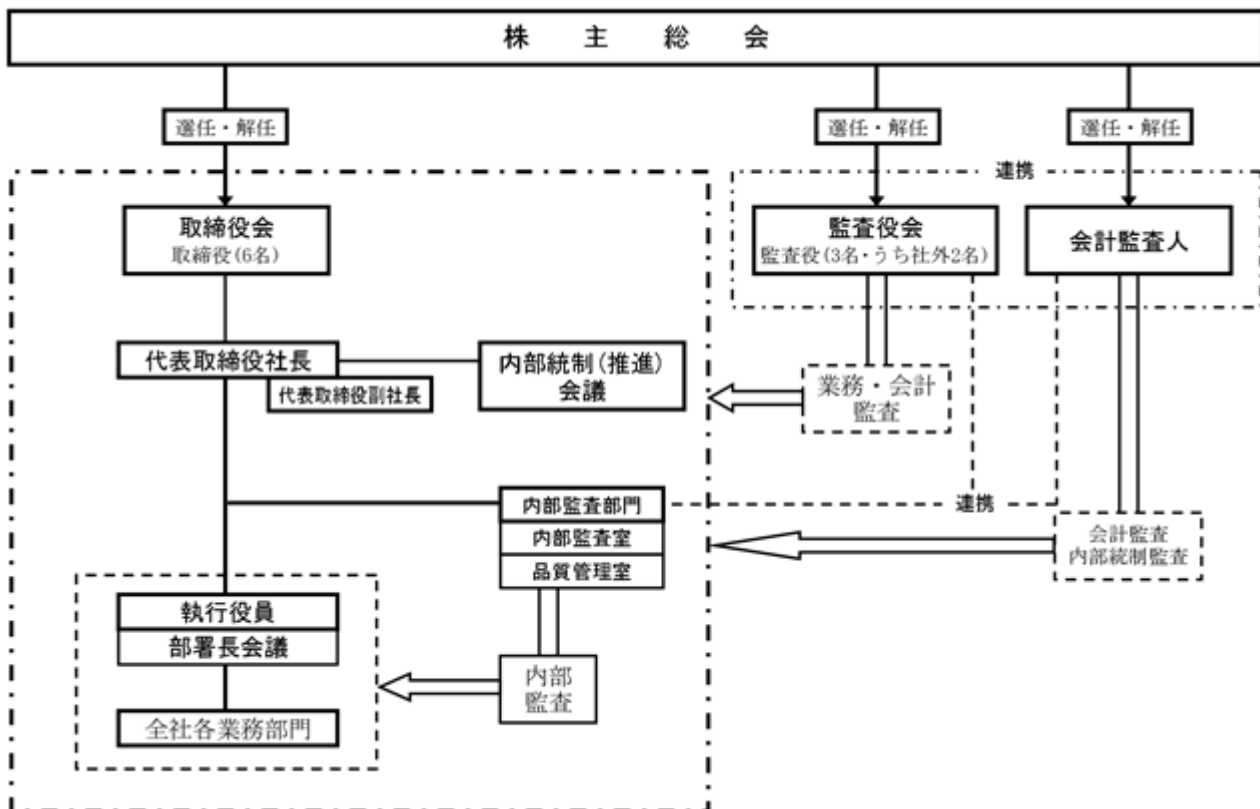 株 主 総 会
選任・解任
選任・解任
選任・解任
連携
取締役会
取締役(6名)
監査役会
監査役(3名・うち社外2名)
会計監査人
代表取締役社長
代表取締役副社長
内部統制(推進)
会議
業務・会計
監査
内部監査部門
内部監査室
品質管理室
連携
会計監査
内部統制監査
執行役員
部署長会議
内部
監査
全社各業務部門